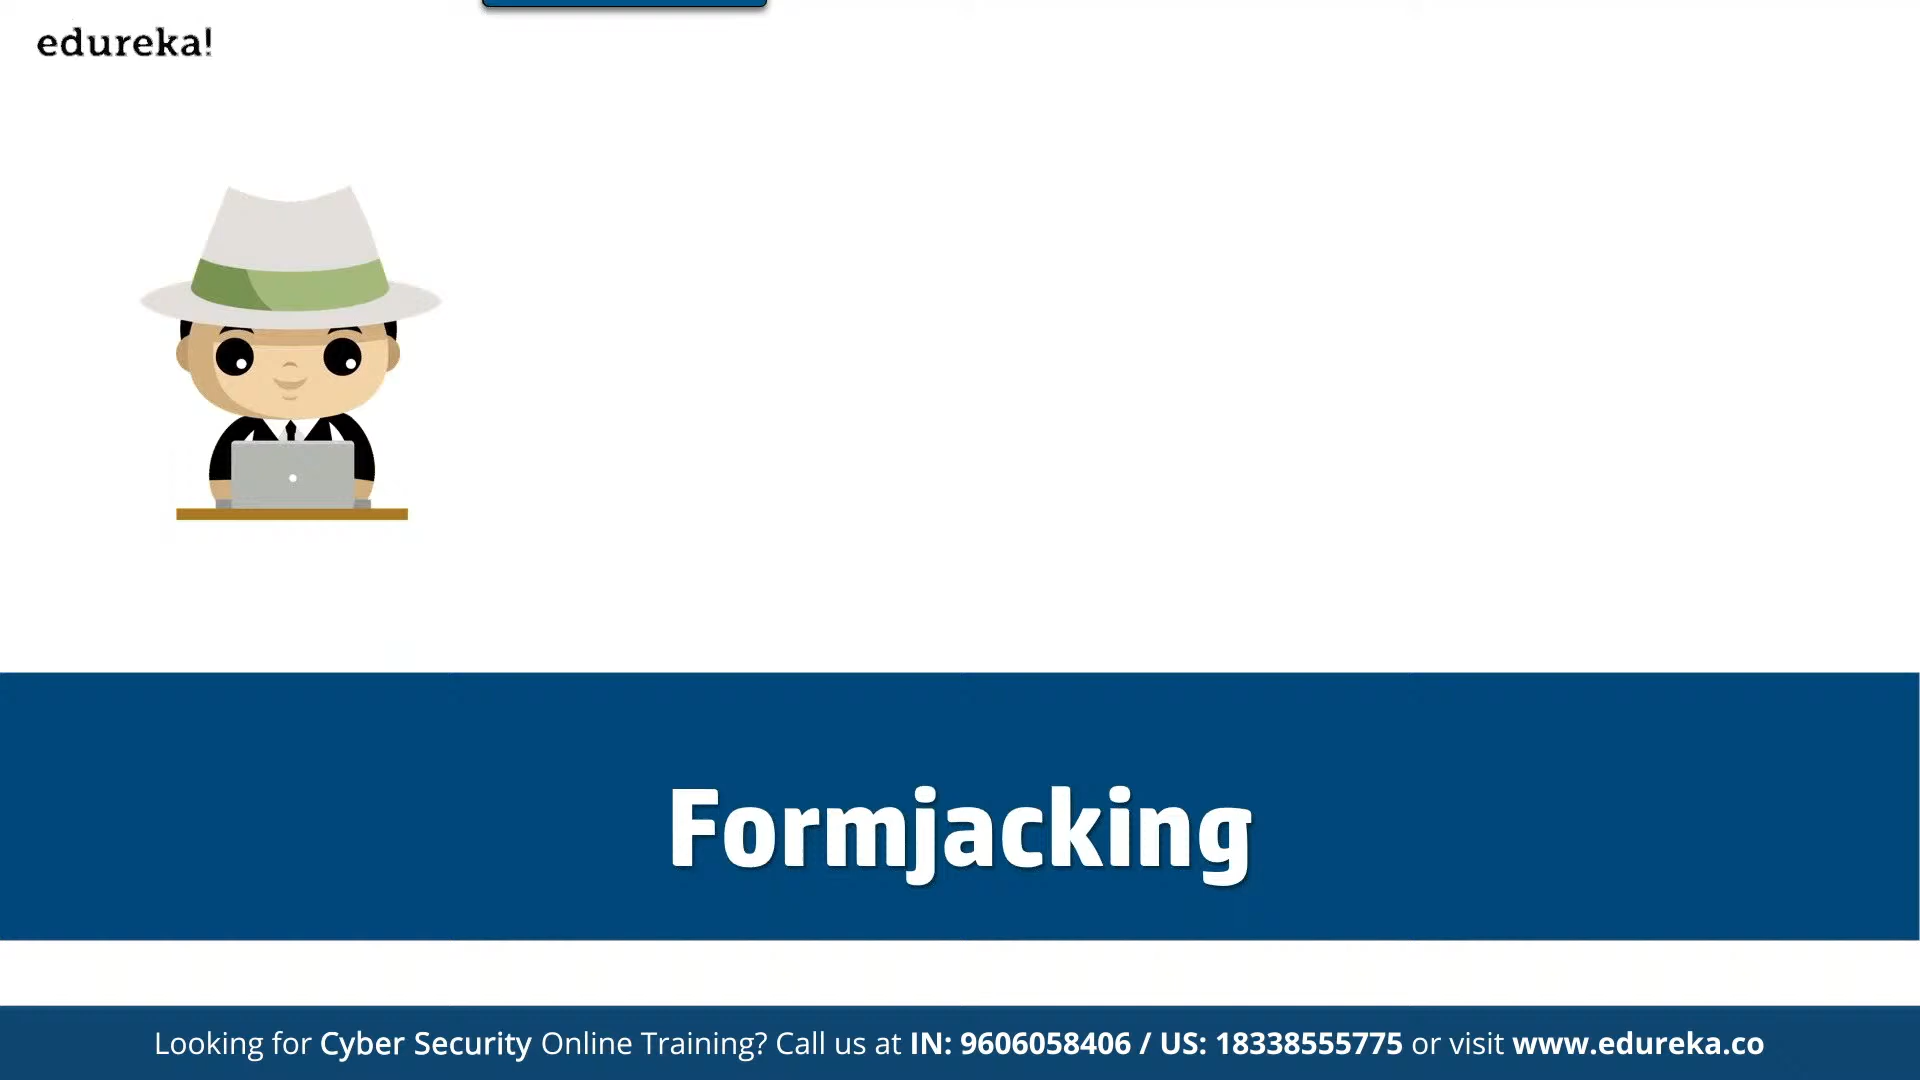 edureka!
Formjacking
Looking for Cyber Security Online Training? Call us at IN: 9606058406 / US: 18338555775 or visit www.edureka.co